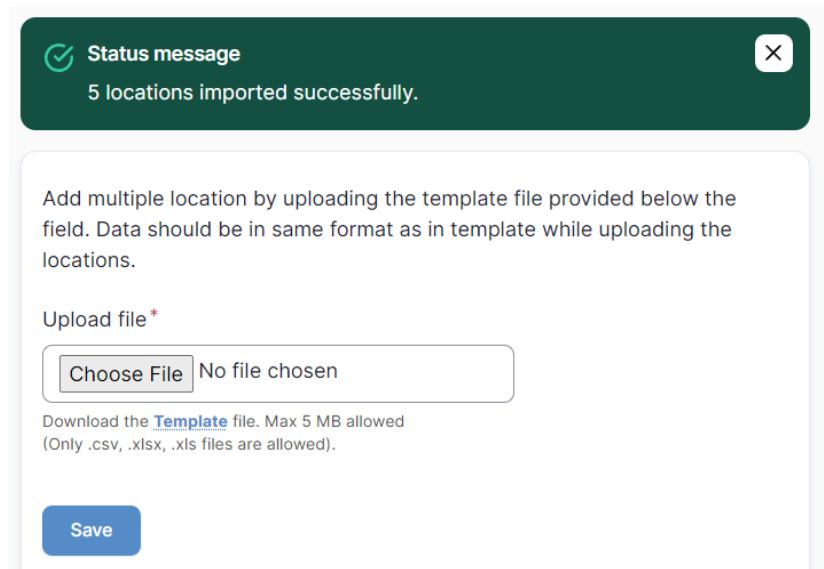 Status message
5 locations imported successfully.
Add multiple location by uploading the template file provided below the
field. Data should be in same format as in template while uploading the
locations.
Upload file*
Choose File No file chosen
Download the Template file. Max 5 MB allowed
(Only .csv, .xlsx, .xls files are allowed).
Save